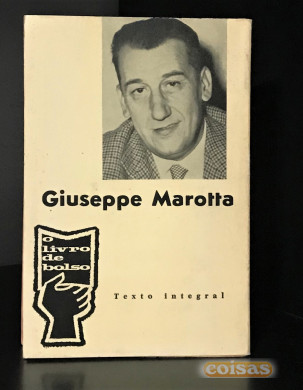 Giuseppe Marotta
o
livro
de
bolso
Texto integral
coisas